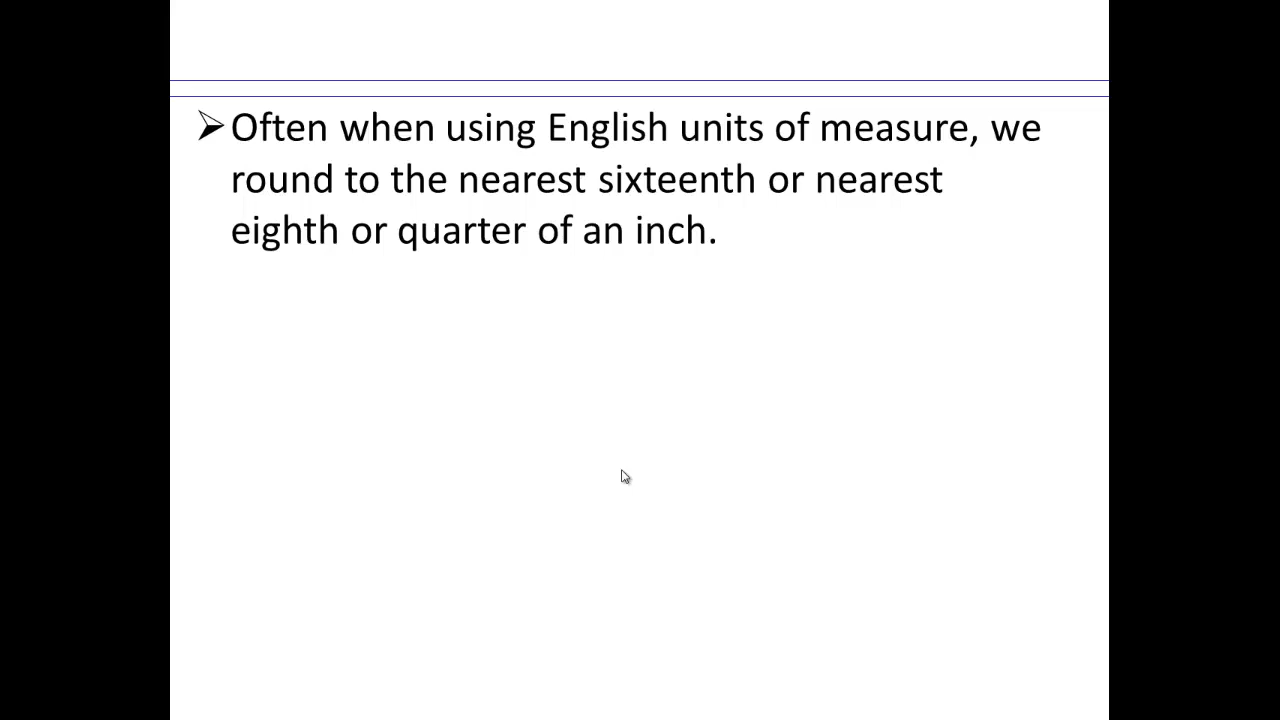 ➢Often when using English units of measure, we
round to the nearest sixteenth or nearest
eighth or quarter of an inch.